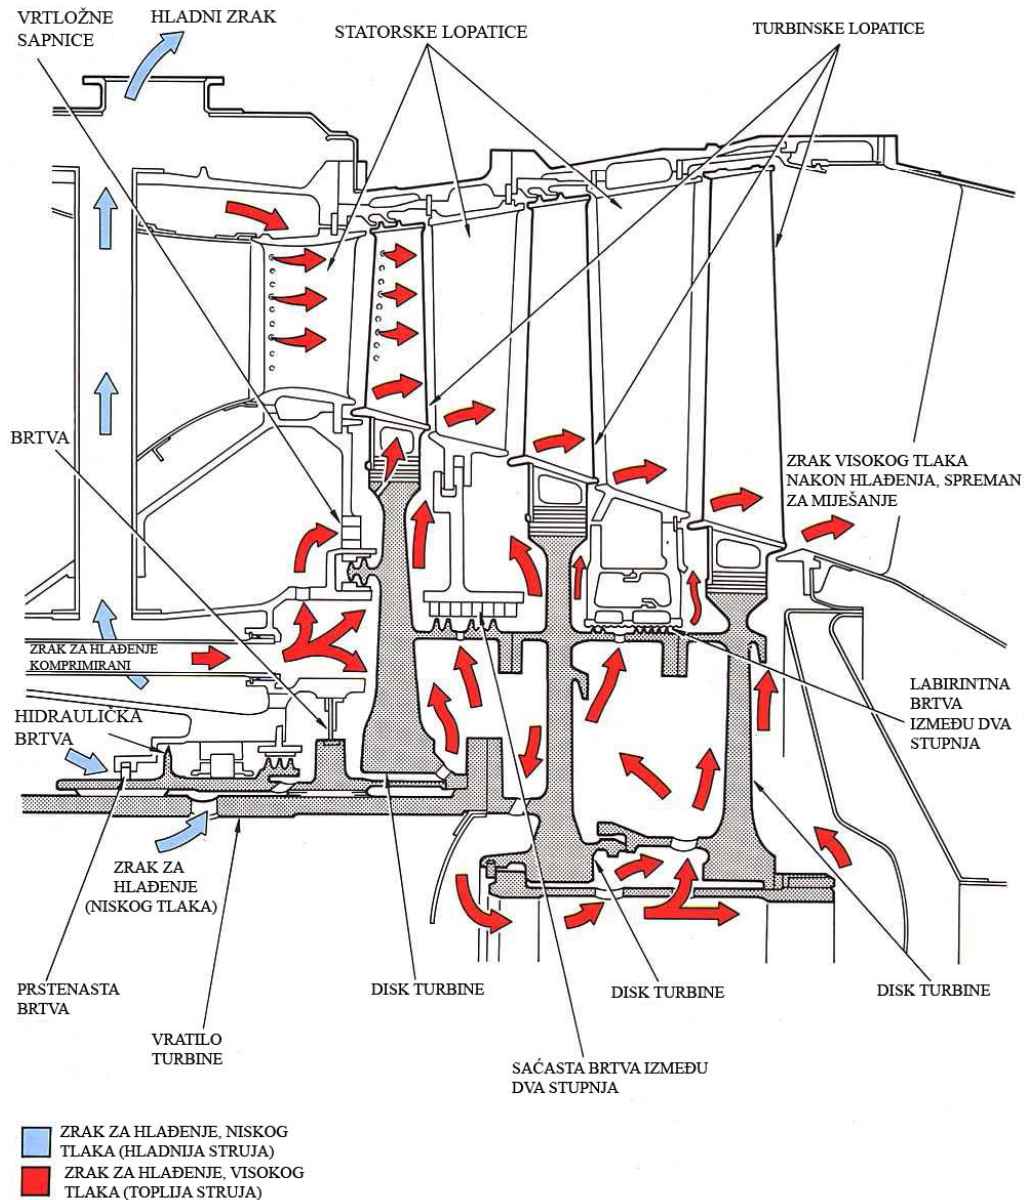 VRTLOŽNE
SAPNICE
HLADNI ZRAK
STATORSKE LOPATICE
TURBINSKE LOPATICE
BRTVA
ZRAK VISOKOG TLAKA
NAKON HLAĐENJA, SPREMAN
ZA MIJEŠANJE
ZRAK ZA HLAĐENJE
KOMPRIMIRANI
LABIRINTNA
BRTVA
IZMEĐU DVA
STUPNJA
HIDRAULIČKA
BRTVA
ZRAK ZA
HLAĐENJE
(NISKOG TLAKA)
PRSTENASTA
BRTVA
DISK TURBINE
DISK TURBINE
DISK TURBINE
VRATILO
TURBINE
SAĆASTA BRTVA IZMEĐU
DVA STUPNJA
ZRAK ZA HLAĐENJE, NISKOG
TLAKA (HLADNIJA STRUJA)
ZRAK ZA HLAĐENJE, VISOKOG
TLAKA (TOPLIJA STRUJA)